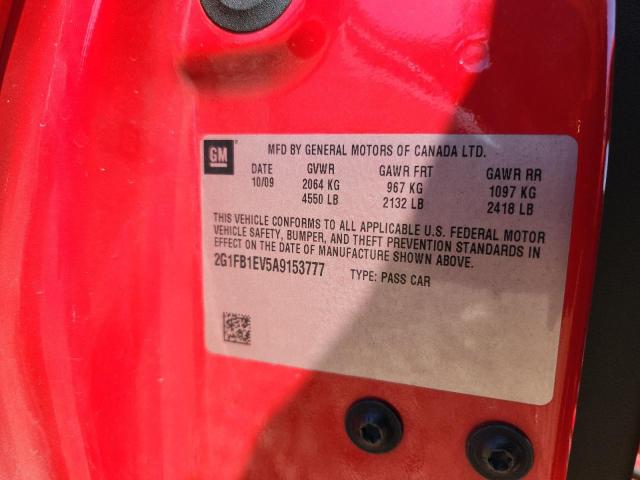 GM
MFD BY GENERAL MOTORS OF CANADA LTD.
DATE GVWR GAWR FRT GAWR RR
10/09 2064 KG 967 KG 1097 KG
4550 LB 2132 LB 2418 LB
THIS VEHICLE CONFORMS TO ALL APPLICABLE U.S. FEDERAL MOTOR
VEHICLE SAFETY, BUMPER, AND THEFT PREVENTION STANDARDS IN
EFFECT ON THE DATE OF MANUFACTURE SHOWN ABOVE.
2G1FB1EV5A9153777 TYPE: PASS CAR